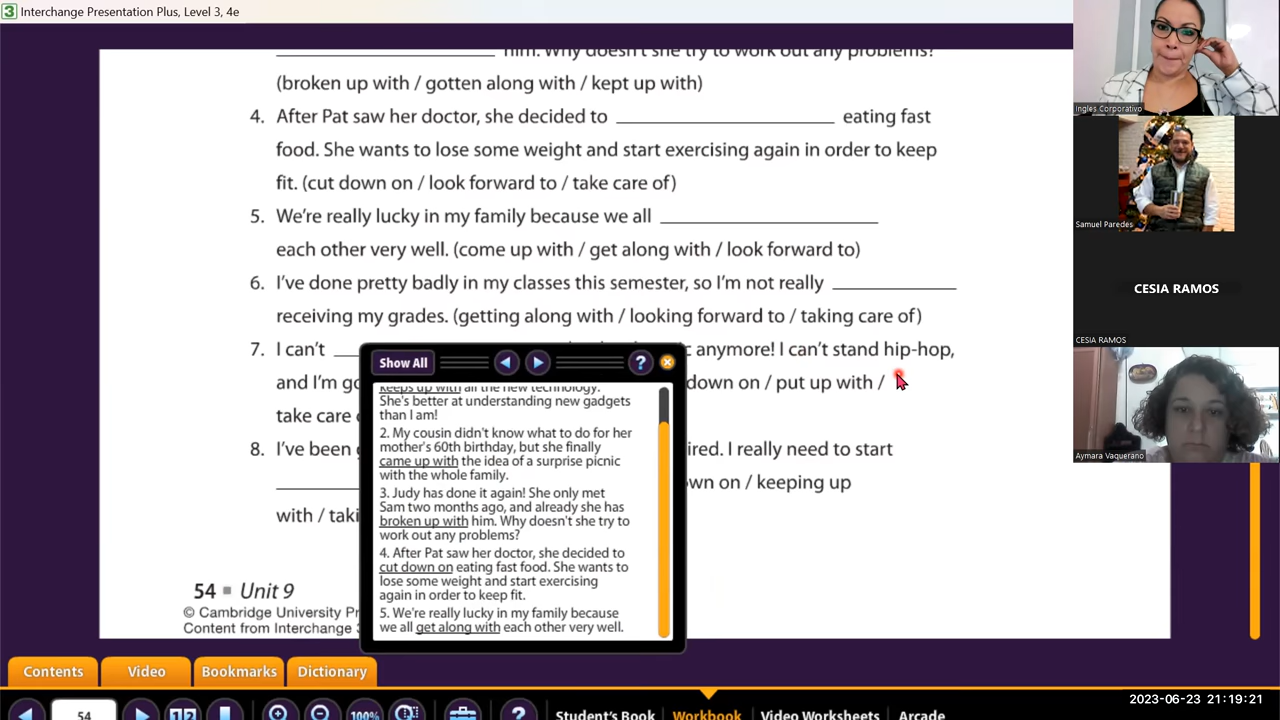 Interchange Presentation Plus, Level 3, 4e
him. Why doesn't she try to work out any problems?
(broken up with / gotten along with / kept up with)
4. After Pat saw her doctor, she decided to ____________________ eating fast
food. She wants to lose some weight and start exercising again in order to keep
fit. (cut down on / look forward to / take care of)
5. We're really lucky in my family because we all ____________________
each other very well. (come up with / get along with / look forward to)
6. I've done pretty badly in my classes this semester, so I'm not really ____________
receiving my grades. (getting along with / looking forward to / taking care of)
7. I can't ___ c anymore! I can't stand hip-hop,
and I'm go down on / put up with /
take care o
8. I've been g ired. I really need to start
wn on / keeping up
with / taki
Show All
?
keeps up with all the new technology.
She's better at understanding new gadgets
than I am!
2. My cousin didn't know what to do for her
mother's 60th birthday, but she finally
came up with the idea of a surprise picnic
with the whole family.
3. Judy has done it again! She only met
Sam two months ago, and already she has
broken up with him. Why doesn't she try to
work out any problems?
4. After Pat saw her doctor, she decided to
cut down on eating fast food. She wants to
lose some weight and start exercising
again in order to keep fit.
5. We're really lucky in my family because
we all get along with each other very well.
54 Unit 9
© Cambridge University Pr
Content from Interchange 3
Contents Video Bookmarks Dictionary
54 100% ? Student's Book Workbook Video Worksheets Arcade
Ingles Corporativo
Samuel Paredes
CESIA RAMOS
CESIA RAMOS
Aymara Vaquerano
2023-06-23 21:19:21